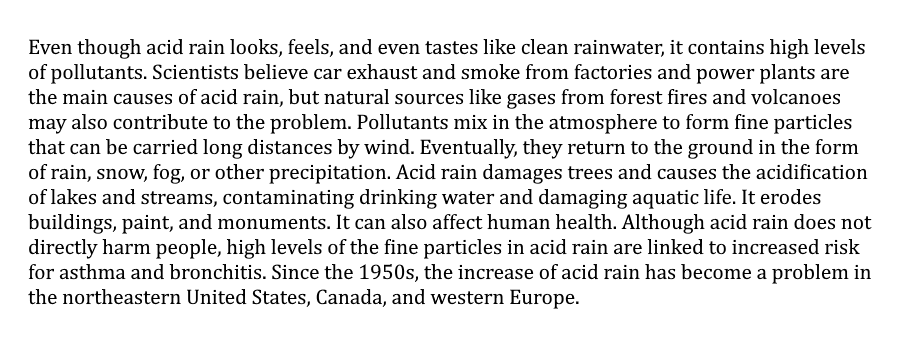 Even though acid rain looks, feels, and even tastes like clean rainwater, it contains high levels
of pollutants. Scientists believe car exhaust and smoke from factories and power plants are
the main causes of acid rain, but natural sources like gases from forest fires and volcanoes
may also contribute to the problem. Pollutants mix in the atmosphere to form fine particles
that can be carried long distances by wind. Eventually, they return to the ground in the form
of rain, snow, fog, or other precipitation. Acid rain damages trees and causes the acidification
of lakes and streams, contaminating drinking water and damaging aquatic life. It erodes
buildings, paint, and monuments. It can also affect human health. Although acid rain does not
directly harm people, high levels of the fine particles in acid rain are linked to increased risk
for asthma and bronchitis. Since the 1950s, the increase of acid rain has become a problem in
the northeastern United States, Canada, and western Europe.